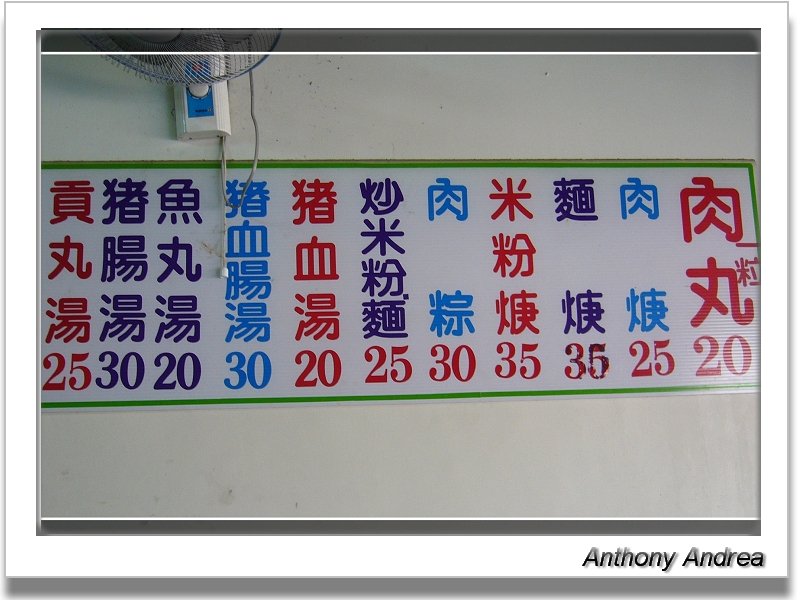 肉丸 一粒 20
肉焿 25
麵焿 35
米粉焿 35
肉粽 30
炒米粉.麵 25
猪血湯 20
猪血腸湯 30
魚丸湯 20
猪腸湯 30
貢丸湯 25
Anthony Andrea